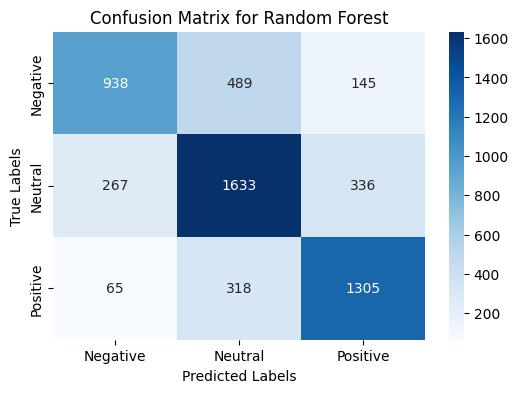 Confusion Matrix for Random Forest
True Labels
Negative 938 489 145
Neutral 267 1633 336
Positive 65 318 1305
Negative Neutral Positive
Predicted Labels
1600
1400
1200
1000
800
600
400
200